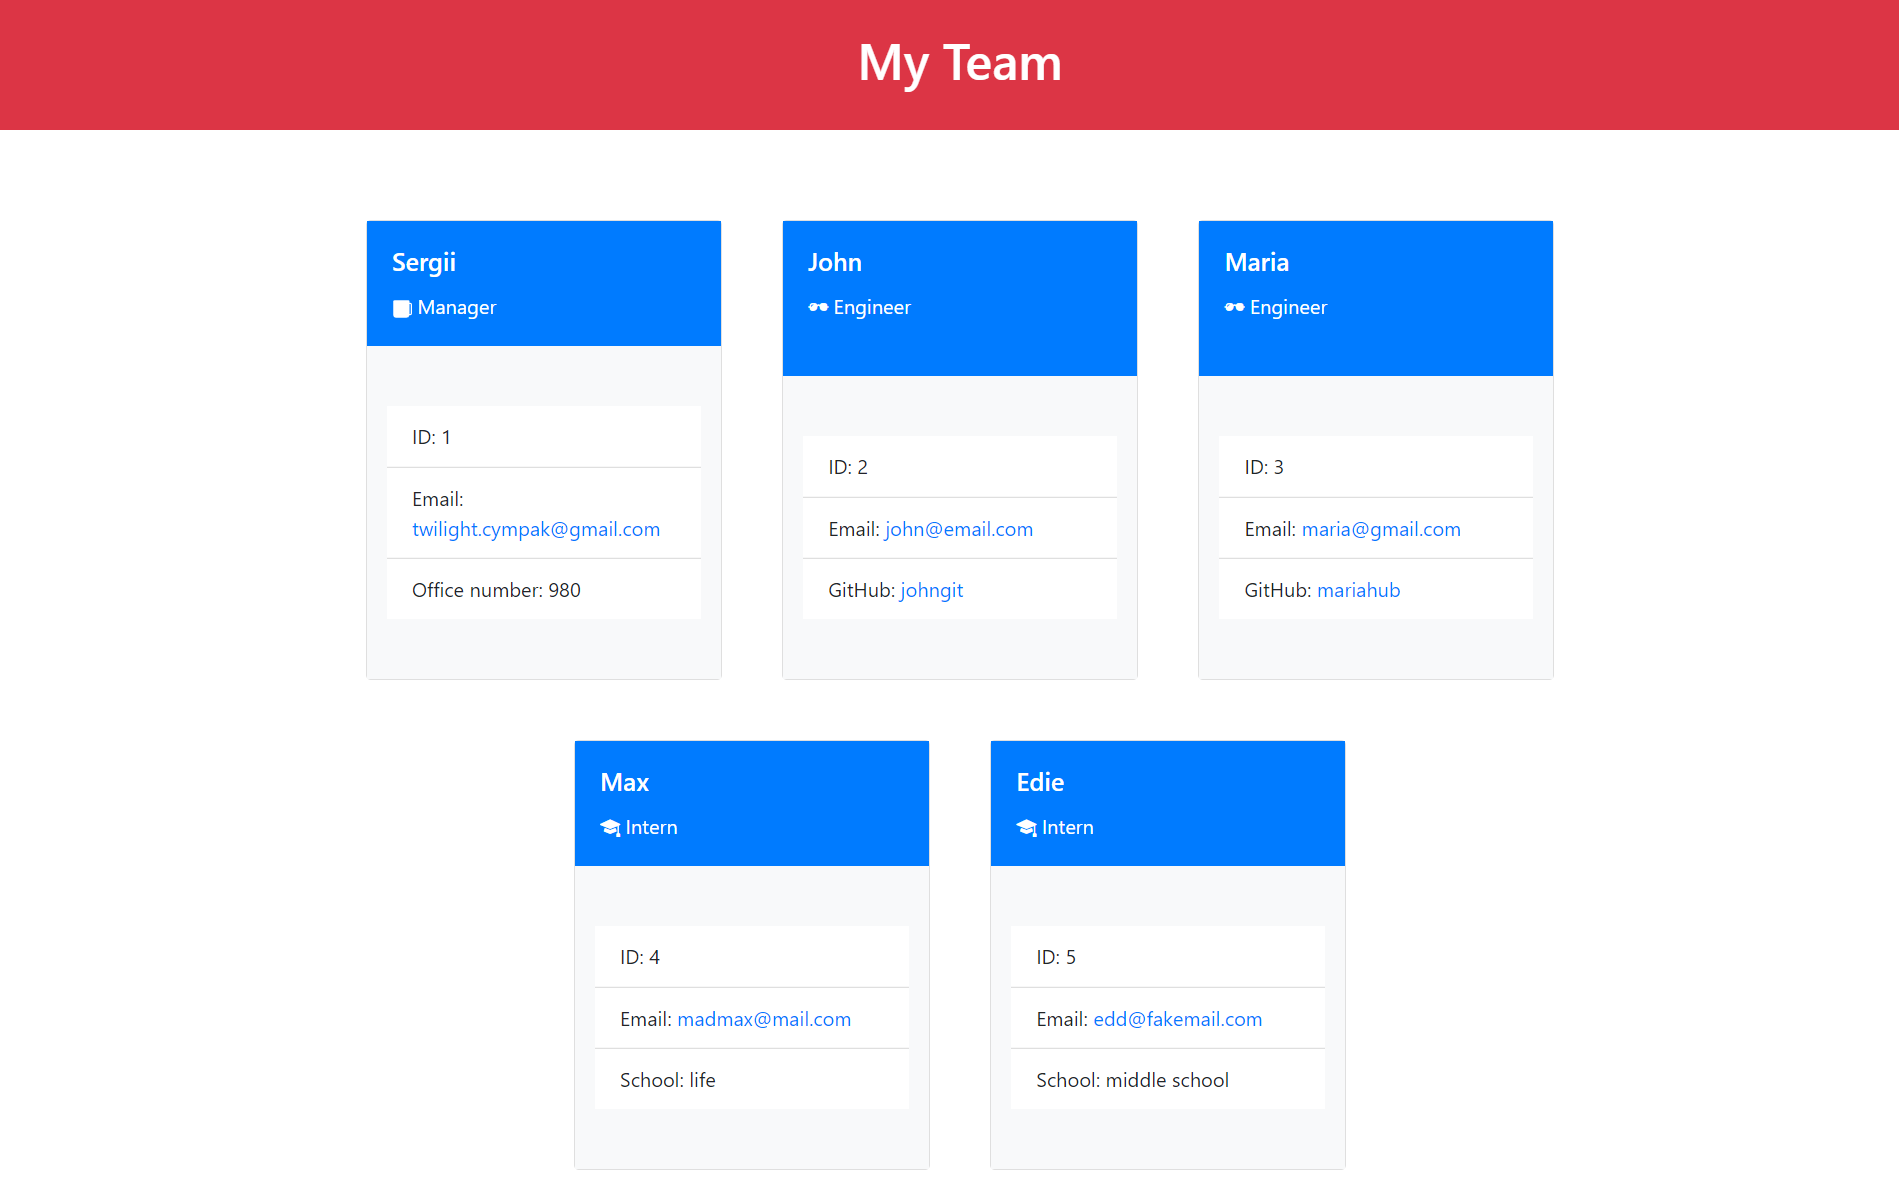 My Team
Sergii
Manager
ID: 1
Email:
twilight.cympak@gmail.com
Office number: 980
John
Engineer
ID: 2
Email: john@email.com
GitHub: johngit
Maria
Engineer
ID: 3
Email: maria@gmail.com
GitHub: mariahub
Max
Intern
ID: 4
Email: madmax@mail.com
School: life
Edie
Intern
ID: 5
Email: edd@fakemail.com
School: middle school